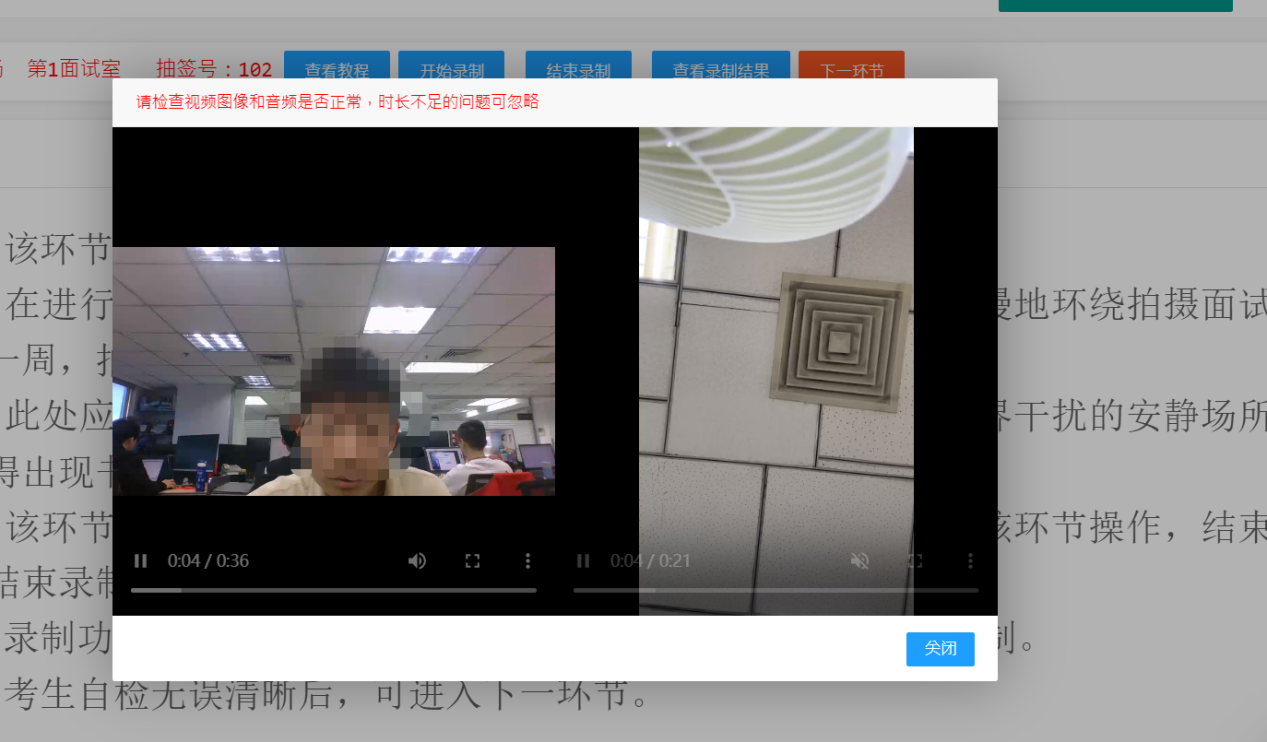 第1面试室 抽签号：102 查看教程 开始录制 结束录制 查看录制结果 下一环节
请检查视频图像和音频是否正常，时长不足的问题可忽略
该环节
在进行 慢地环绕拍摄面试
一周，
此处应 界干扰的安静场所
得出现
该环节 该环节操作，结束
结束录制
录制功 制。
考生自检无误清晰后，可进入下一环节。
0:04 / 0:36 0:04 / 0:21
关闭